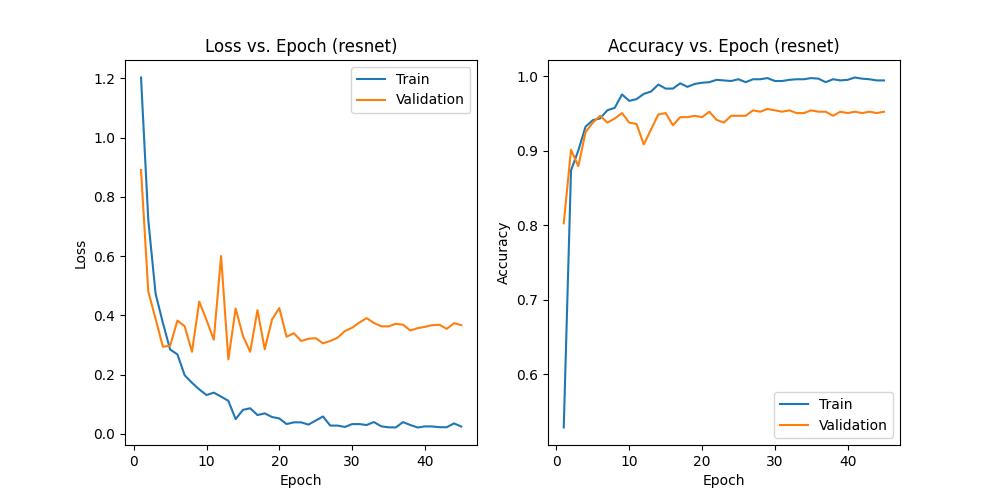 Loss vs. Epoch (resnet)
1.2
1.0
0.8
0.6
0.4
0.2
0.0
Loss
0
10
20
30
40
Epoch
Train
Validation
Accuracy vs. Epoch (resnet)
1.0
0.9
0.8
0.7
0.6
Accuracy
0
10
20
30
40
Epoch
Train
Validation